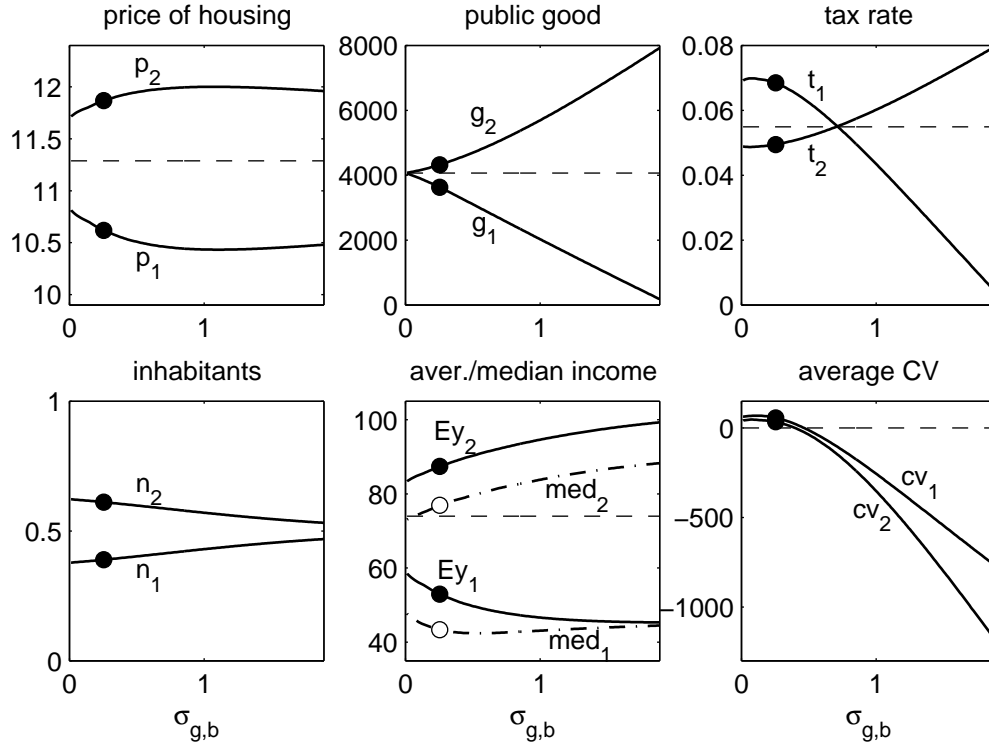 price of housing
public good
tax rate
12
11.5
11
10.5
10
p2
p1
0
1
8000
6000
4000
2000
0
g2
g1
0
1
0.08
0.06
0.04
0.02
0
t1
t2
0
1
inhabitants
aver./median income
average CV
1
0.5
0
n2
n1
0
1
σg,b
100
80
60
40
Ey2
med2
Ey1
med1
0
1
σg,b
0
−500
−1000
cv1
cv2
0
1
σg,b